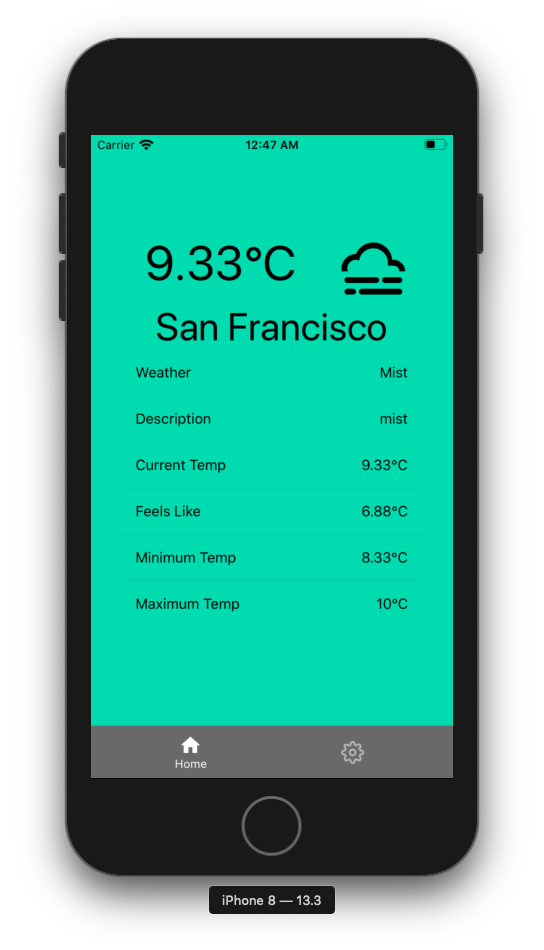 Carrier 12:47 AM
9.33°C
San Francisco
Weather Mist
Description mist
Current Temp 9.33°C
Feels Like 6.88°C
Minimum Temp 8.33°C
Maximum Temp 10°C
Home
iPhone 8 — 13.3